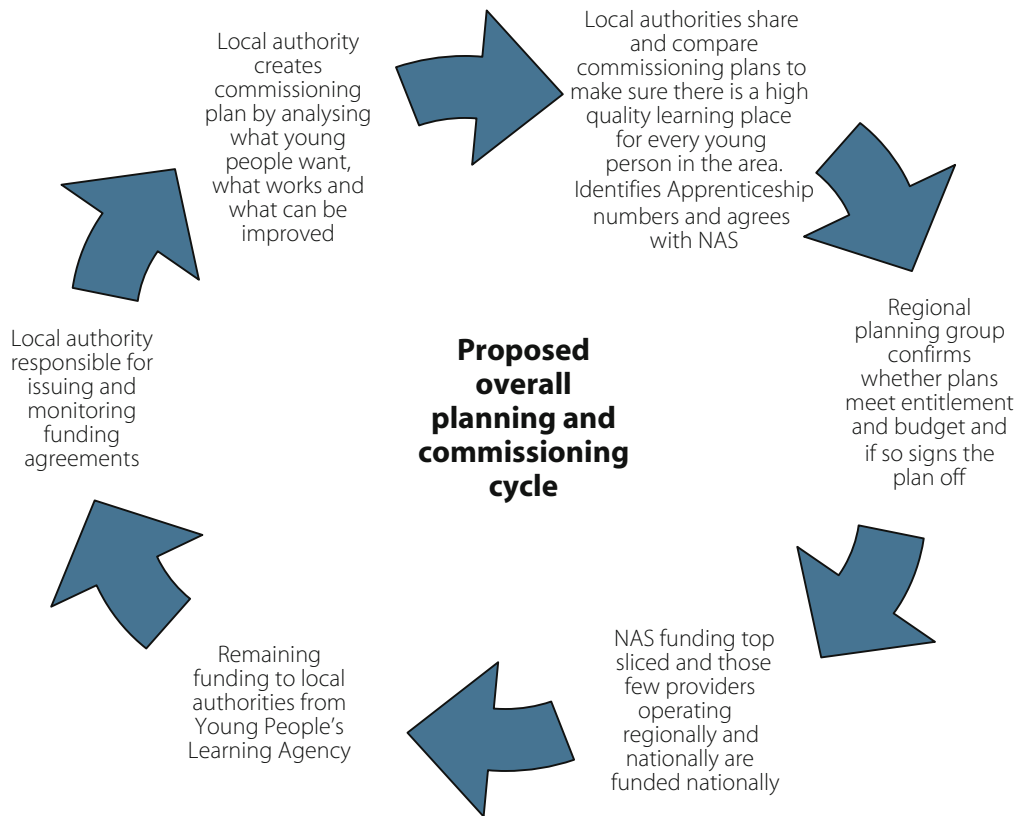 Local authority
creates
commissioning
plan by analysing
what young
people want,
what works and
what can be
improved
Local authorities share
and compare
commissioning plans to
make sure there is a high
quality learning place
for every young
person in the area.
Identifies Apprenticeship
numbers and agrees
with NAS
Regional
planning group
confirms
whether plans
meet entitlement
and budget and
if so signs the
plan off
NAS funding top
sliced and those
few providers
operating
regionally and
nationally are
funded nationally
Remaining
funding to local
authorities from
Young People’s
Learning Agency
Local authority
responsible for
issuing and
monitoring
funding
agreements
Proposed
overall
planning and
commissioning
cycle